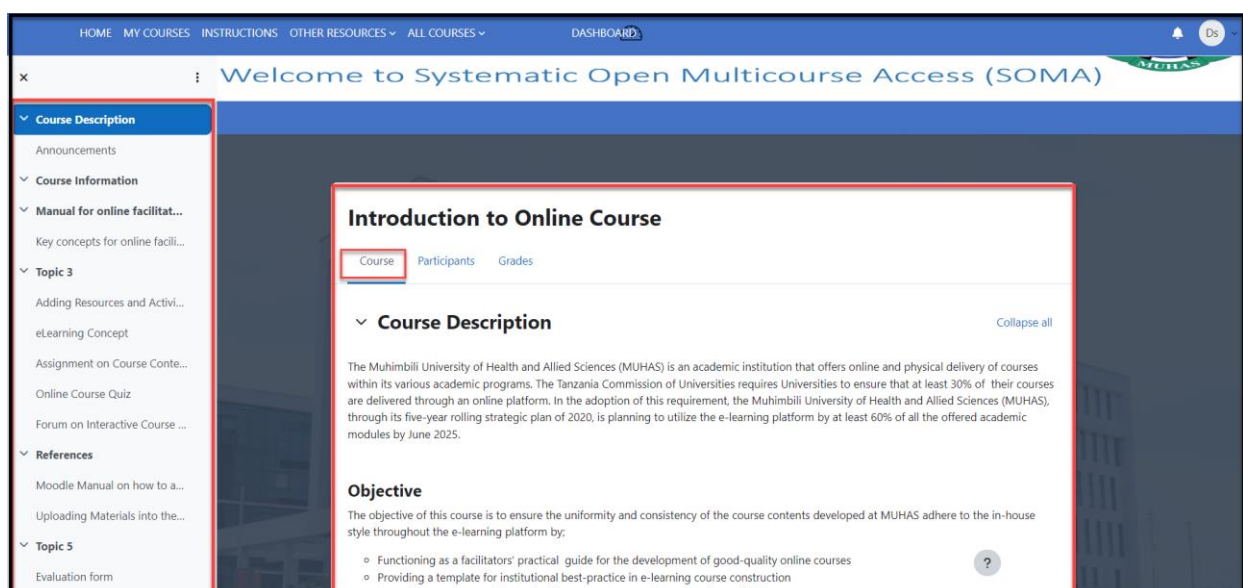 HOME MY COURSES INSTRUCTIONS OTHER RESOURCES ALL COURSES DASHBOARD Ds
Welcome to Systematic Open Multicourse Access (SOMA)
MUHAS
Course Description
Announcements
Course Information
Manual for online facilitat...
Key concepts for online facili...
Topic 3
Adding Resources and Activi...
eLearning Concept
Assignment on Course Conte...
Online Course Quiz
Forum on Interactive Course ...
References
Moodle Manual on how to a...
Uploading Materials into the...
Topic 5
Evaluation form
Introduction to Online Course
Course Participants Grades
Course Description
Collapse all
The Muhimbili University of Health and Allied Sciences (MUHAS) is an academic institution that offers online and physical delivery of courses
within its various academic programs. The Tanzania Commission of Universities requires Universities to ensure that at least 30% of their courses
are delivered through an online platform. In the adoption of this requirement, the Muhimbili University of Health and Allied Sciences (MUHAS),
through its five-year rolling strategic plan of 2020, is planning to utilize the e-learning platform by at least 60% of all the offered academic
modules by June 2025.
Objective
The objective of this course is to ensure the uniformity and consistency of the course contents developed at MUHAS adhere to the in-house
style throughout the e-learning platform by;
Functioning as a facilitators' practical guide for the development of good-quality online courses
Providing a template for institutional best-practice in e-learning course construction
?